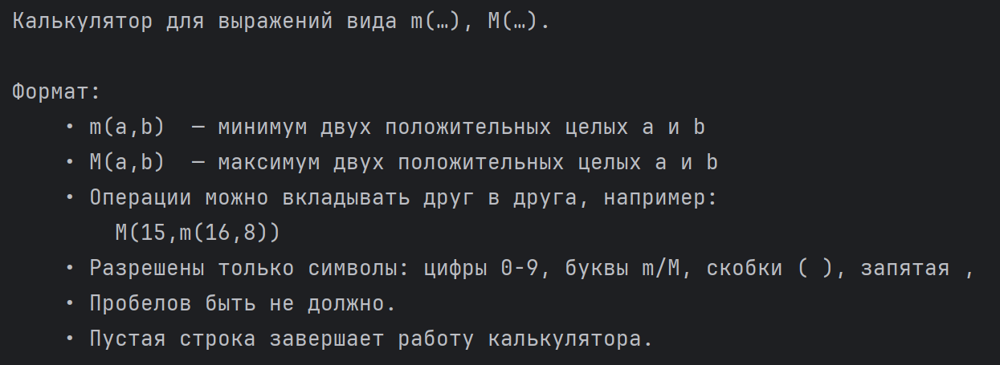 Калькулятор для выражений вида m(…), M(…).
Формат:
• m(a,b) — минимум двух положительных целых a и b
• M(a,b) — максимум двух положительных целых a и b
• Операции можно вкладывать друг в друга, например:
M(15,m(16,8))
• Разрешены только символы: цифры 0-9, буквы m/M, скобки ( ), запятая ,
• Пробелов быть не должно.
• Пустая строка завершает работу калькулятора.